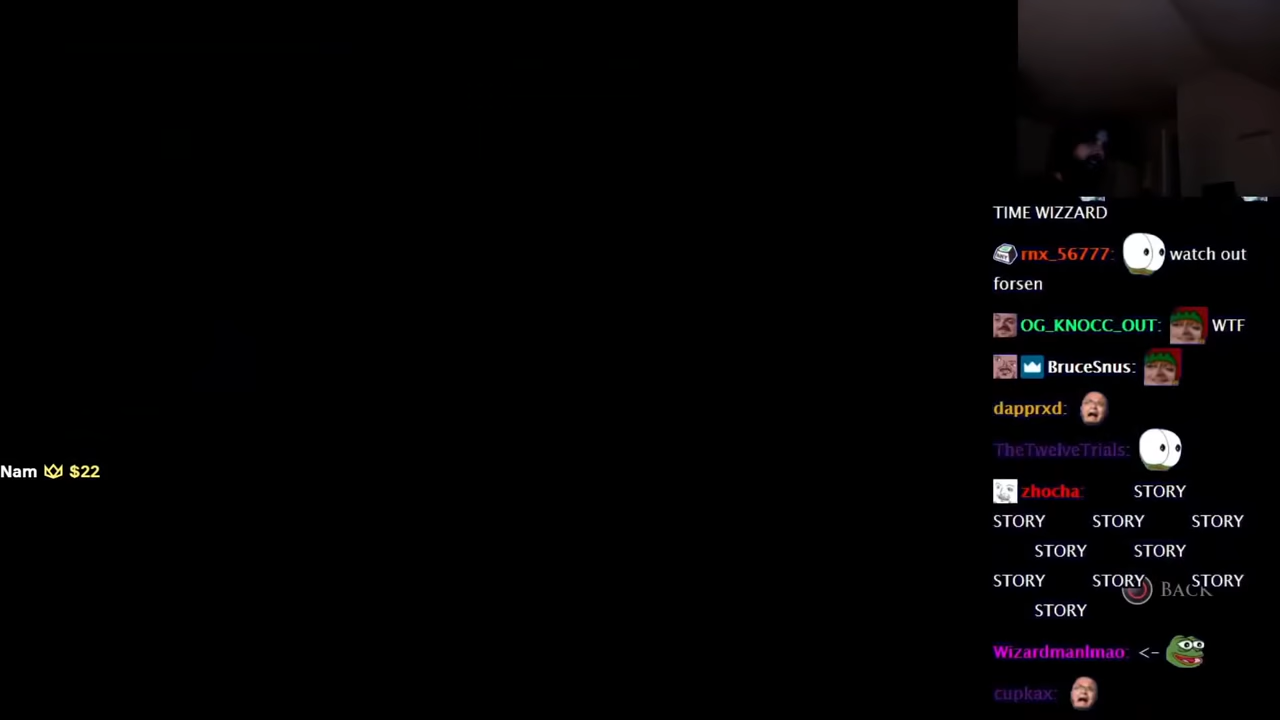 TIME WIZZARD
rnx_56777: watch out
forsen
OG_KNOCC_OUT: WTF
BruceSnus:
dapprxd:
TheTwelveTrials:
Nam $22
zhocha: STORY
STORY STORY STORY
STORY STORY
STORY STORY STORY
BACK
STORY
Wizardmanlmao: <-
cupkax: